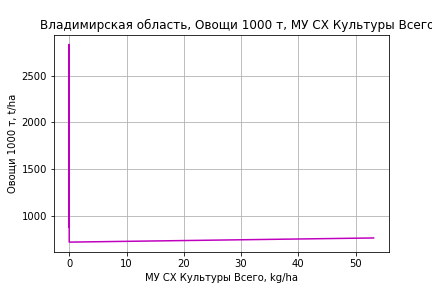 Владимирская область, Овощи 1000 т, МУ СХ Культуры Всего
2500
2000
1500
1000
Овощи 1000 т, t/ha
0 10 20 30 40 50
МУ СХ Культуры Всего, kg/ha